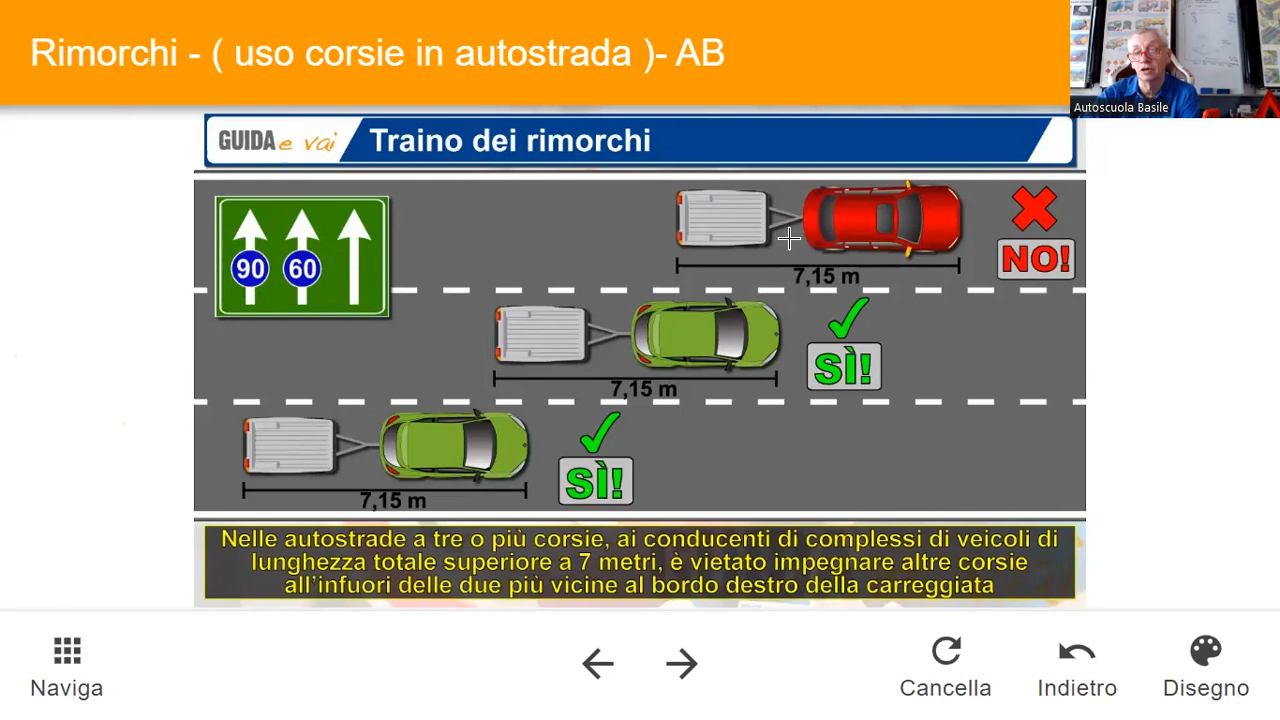 Rimorchi - ( uso corsie in autostrada )- AB
Autoscuola Basile
GUIDA e vai
Traino dei rimorchi
90 60
7,15 m
NO!
7,15 m
SÌ!
7,15 m
SÌ!
Nelle autostrade a tre o più corsie, ai conducenti di complessi di veicoli di
lunghezza totale superiore a 7 metri, è vietato impegnare altre corsie
all'infuori delle due più vicine al bordo destro della carreggiata
Naviga
Cancella
Indietro
Disegno